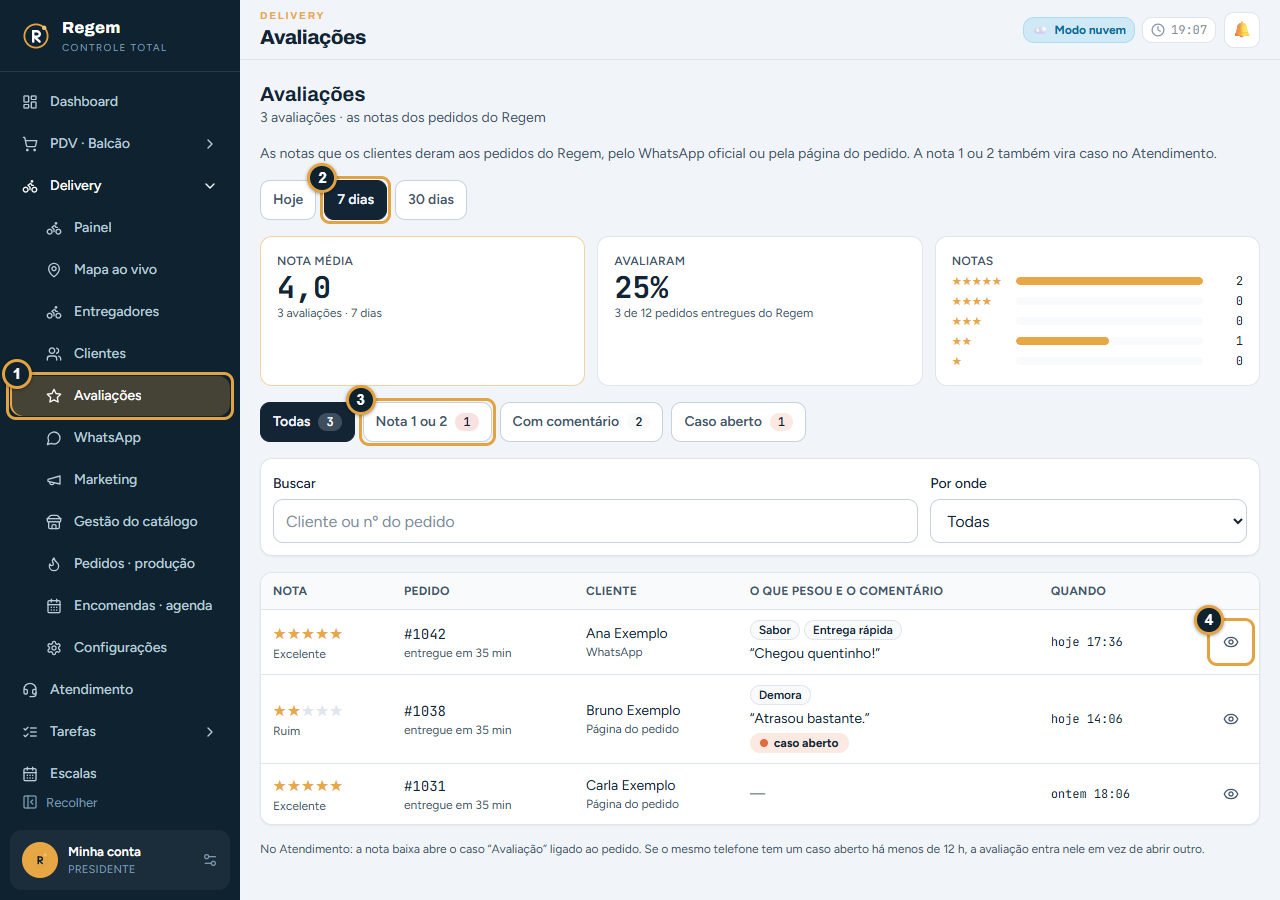 Regem
CONTROLE TOTAL
Dashboard
PDV · Balcão
Delivery
Painel
Mapa ao vivo
Entregadores
Clientes
1
Avaliações
WhatsApp
Marketing
Gestão do catálogo
Pedidos · produção
Encomendas · agenda
Configurações
Atendimento
Tarefas
Escalas
Recolher
R
Minha conta
PRESIDENTE
DELIVERY
Avaliações
Modo nuvem
19:07
Avaliações
3 avaliações · as notas dos pedidos do Regem
As notas que os clientes deram aos pedidos do Regem, pelo WhatsApp oficial ou pela página do pedido. A nota 1 ou 2 também vira caso no Atendimento.
2
Hoje 7 dias 30 dias
NOTA MÉDIA
4,0
3 avaliações · 7 dias
AVALIARAM
25%
3 de 12 pedidos entregues do Regem
NOTAS
★★★★★ 2
★★★★ 0
★★★ 0
★★ 1
★ 0
3
Todas 3 Nota 1 ou 2 1 Com comentário 2 Caso aberto 1
Buscar
Cliente ou nº do pedido
Por onde
Todas
NOTA PEDIDO CLIENTE O QUE PESOU E O COMENTÁRIO QUANDO
4
★★★★★ #1042 Ana Exemplo Sabor Entrega rápida hoje 17:36
Excelente entregue em 35 min WhatsApp “Chegou quentinho!”
★★★★★ #1038 Bruno Exemplo Demora hoje 14:06
Ruim entregue em 35 min Página do pedido “Atrasou bastante.”
caso aberto
★★★★★ #1031 Carla Exemplo — ontem 18:06
Excelente entregue em 35 min Página do pedido
No Atendimento: a nota baixa abre o caso “Avaliação” ligado ao pedido. Se o mesmo telefone tem um caso aberto há menos de 12 h, a avaliação entra nele em vez de abrir outro.